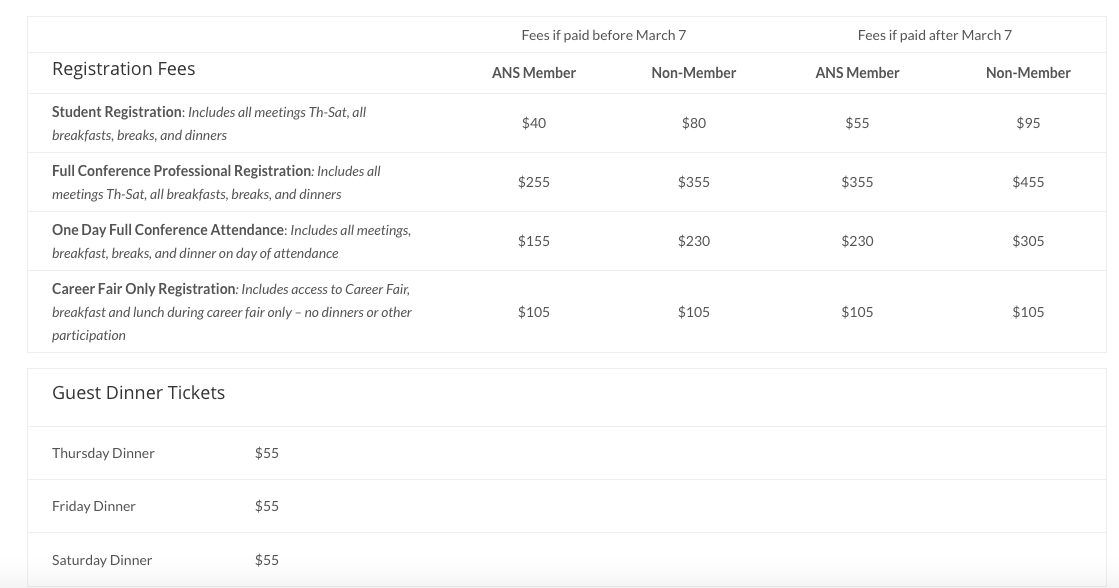 Fees if paid before March 7 Fees if paid after March 7
Registration Fees ANS Member Non-Member ANS Member Non-Member
Student Registration: Includes all meetings Th-Sat, all
breakfasts, breaks, and dinners
$40 $80 $55 $95
Full Conference Professional Registration: Includes all
meetings Th-Sat, all breakfasts, breaks, and dinners
$255 $355 $355 $455
One Day Full Conference Attendance: Includes all meetings,
breakfast, breaks, and dinner on day of attendance
$155 $230 $230 $305
Career Fair Only Registration: Includes access to Career Fair,
breakfast and lunch during career fair only – no dinners or other
participation
$105 $105 $105 $105
Guest Dinner Tickets
Thursday Dinner $55
Friday Dinner $55
Saturday Dinner $55